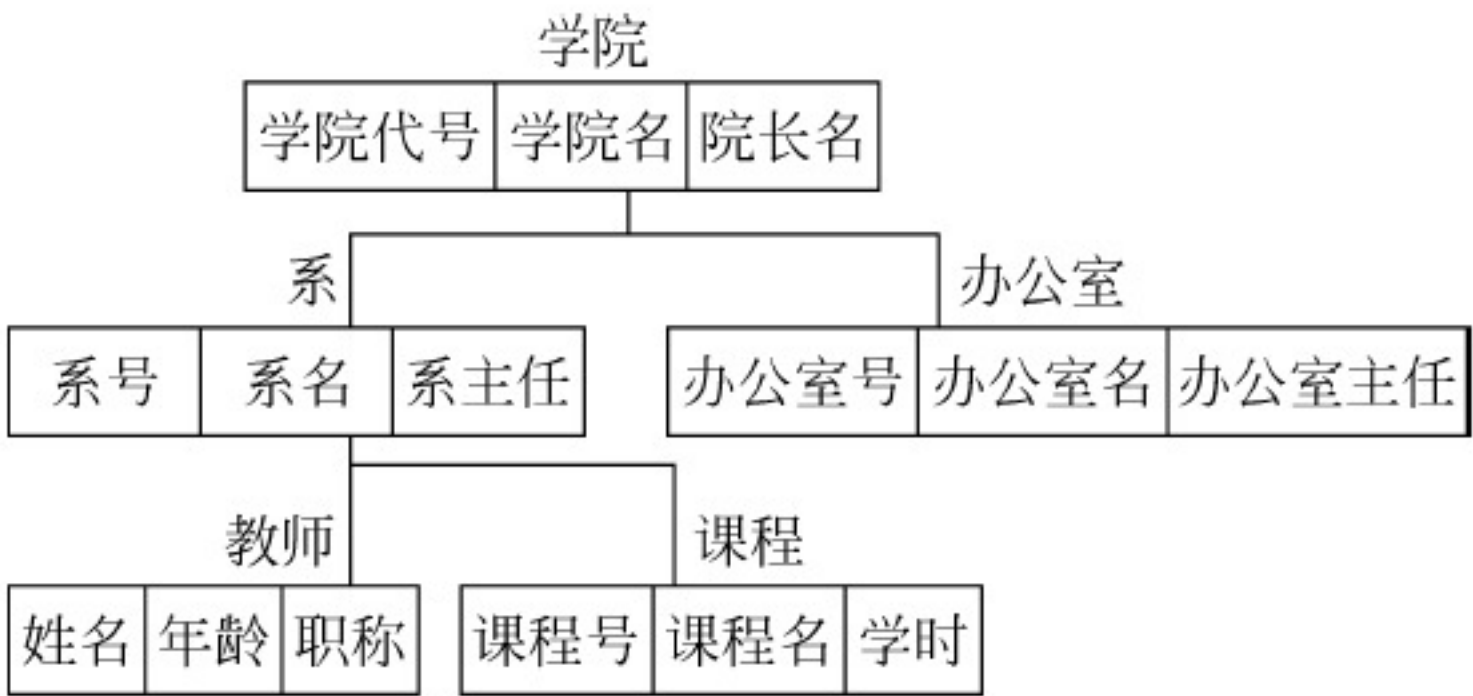 学院
学院代号 学院名 院长名
系 办公室
系号 系名 系主任 办公室号 办公室名 办公室主任
教师 课程
姓名 年龄 职称 课程号 课程名 学时